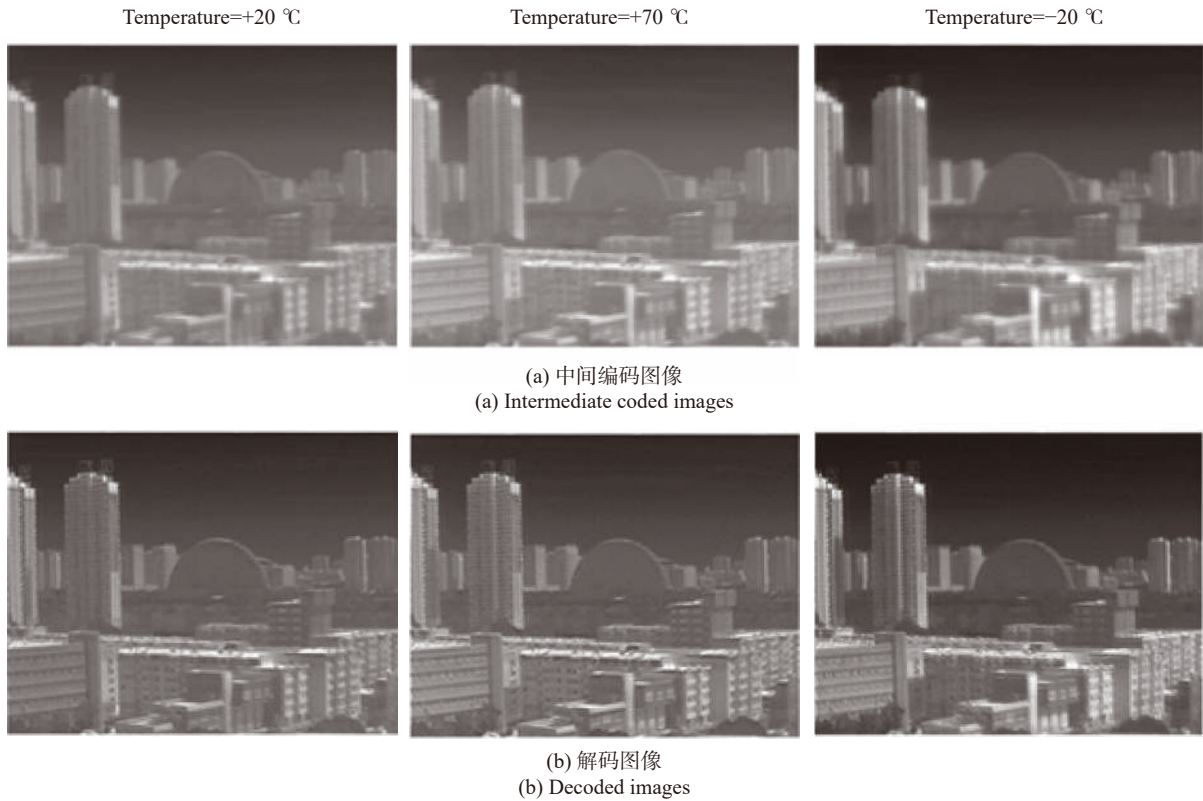 Temperature=+20 ℃
Temperature=+70 ℃
Temperature=−20 ℃
(a) 中间编码图像
(a) Intermediate coded images
(b) 解码图像
(b) Decoded images